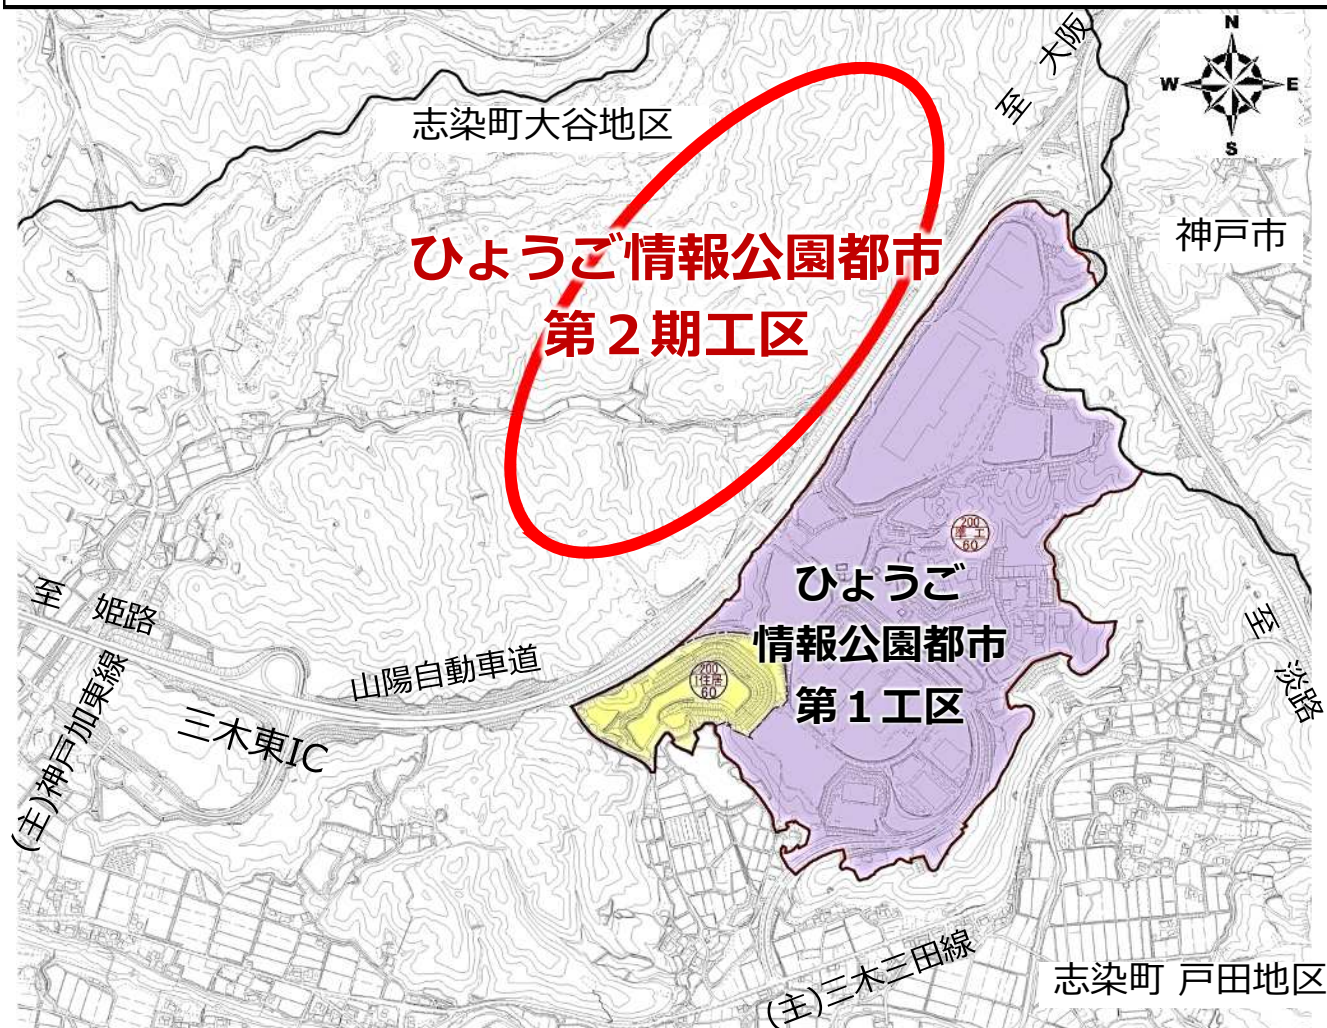 至 大阪
N
W E
S
志染町大谷地区
神戸市
ひょうご情報公園都市
第２期工区
200
準工
60
ひょうご
情報公園都市
第１工区
200
1住居
60
至 姫路
至 淡路
山陽自動車道
三木東IC
(主)神戸加東線
(主)三木三田線
志染町 戸田地区